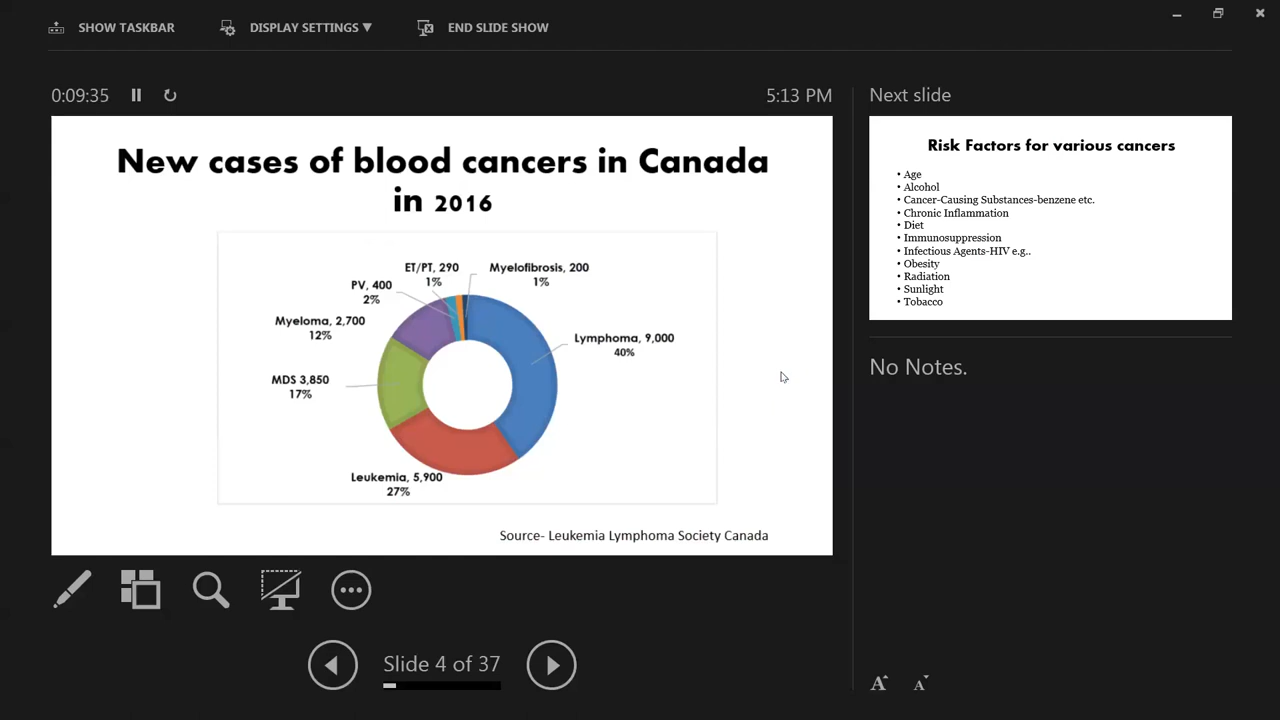 SHOW TASKBAR
DISPLAY SETTINGS ▼
END SLIDE SHOW
0:09:35
5:13 PM
New cases of blood cancers in Canada
in 2016
ET/PT, 290
1%
Myelofibrosis, 200
1%
PV, 400
2%
Myeloma, 2,700
12%
Lymphoma, 9,000
40%
MDS 3,850
17%
Leukemia, 5,900
27%
Source- Leukemia Lymphoma Society Canada
Slide 4 of 37
Next slide
Risk Factors for various cancers
• Age
• Alcohol
• Cancer-Causing Substances-benzene etc.
• Chronic Inflammation
• Diet
• Immunosuppression
• Infectious Agents-HIV e.g..
• Obesity
• Radiation
• Sunlight
• Tobacco
No Notes.
A
A